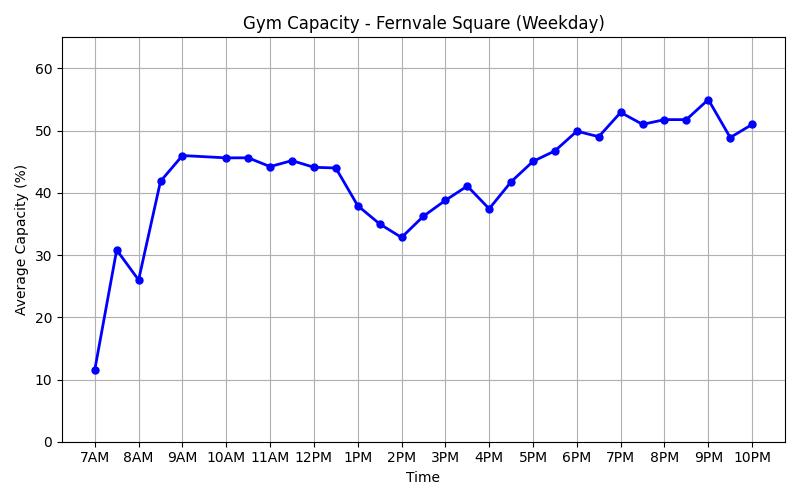 Gym Capacity - Fernvale Square (Weekday)
Average Capacity (%)
60
50
40
30
20
10
0
7AM 8AM 9AM 10AM 11AM 12PM 1PM 2PM 3PM 4PM 5PM 6PM 7PM 8PM 9PM 10PM
Time